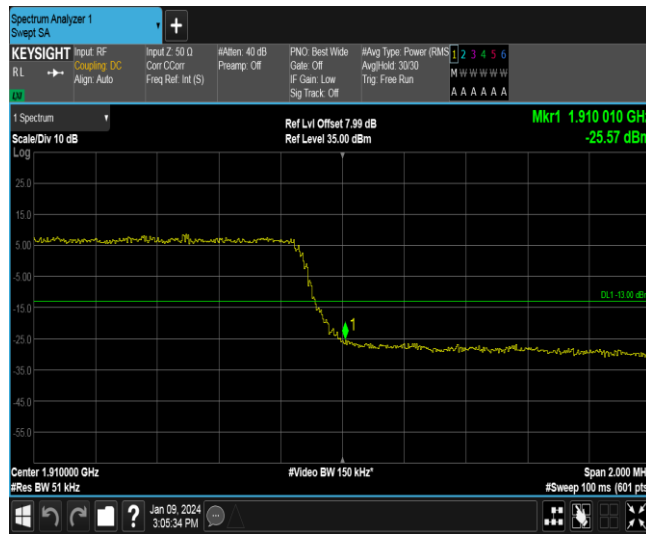 Spectrum Analyzer 1
Swept SA
+
KEYSIGHT
RL
Input: RF
Coupling: DC
Align: Auto
Input Z: 50 Ω
Corr CCorr
Freq Ref: Int (S)
#Atten: 40 dB
Preamp: Off
PNO: Best Wide
Gate: Off
IF Gain: Low
Sig Track: Off
#Avg Type: Power (RMS
Avg|Hold: 30/30
Trig: Free Run
1 2 3 4 5 6
M W W W W W
A A A A A A
1 Spectrum
Scale/Div 10 dB
Log
Ref Lvl Offset 7.99 dB
Ref Level 35.00 dBm
Mkr1 1.910 010 GHz
-25.57 dBm
25.0
15.0
5.00
-5.00
-15.0
-25.0
-35.0
-45.0
-55.0
DL1 -13.00 dBm
1
Center 1.910000 GHz
#Res BW 51 kHz
#Video BW 150 kHz*
Span 2.000 MH
#Sweep 100 ms (601 pts
?
Jan 09, 2024
3:05:34 PM